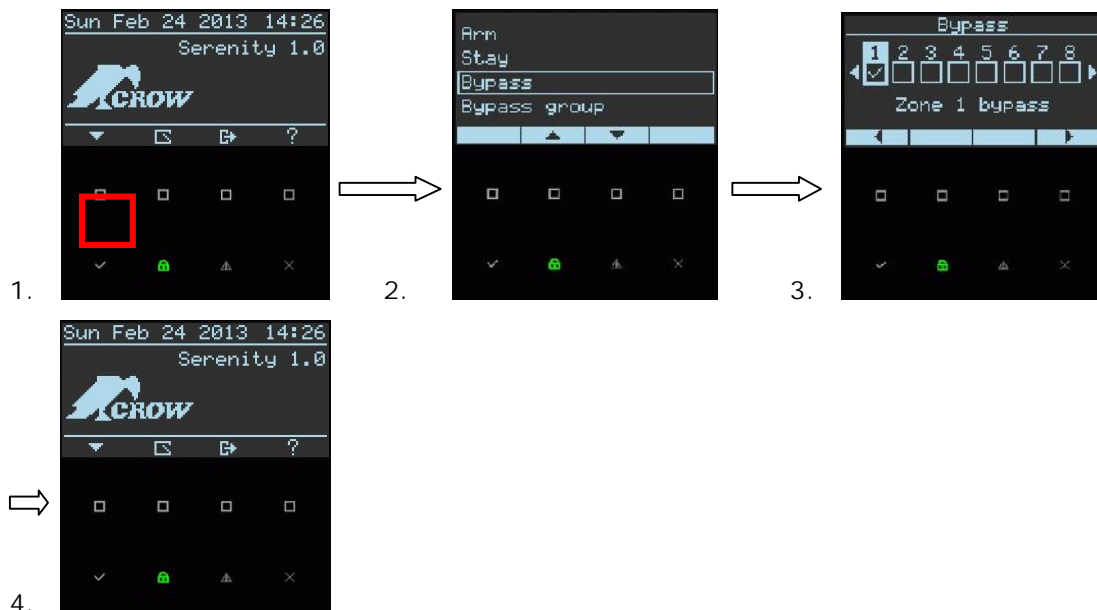 Sun Feb 24 2013 14:26
Serenity 1.0
CROW
?
1.
Arm
Stay
Bypass
Bypass group
2.
Bypass
1 2 3 4 5 6 7 8
Zone 1 bypass
3.
Sun Feb 24 2013 14:26
Serenity 1.0
CROW
?
4.